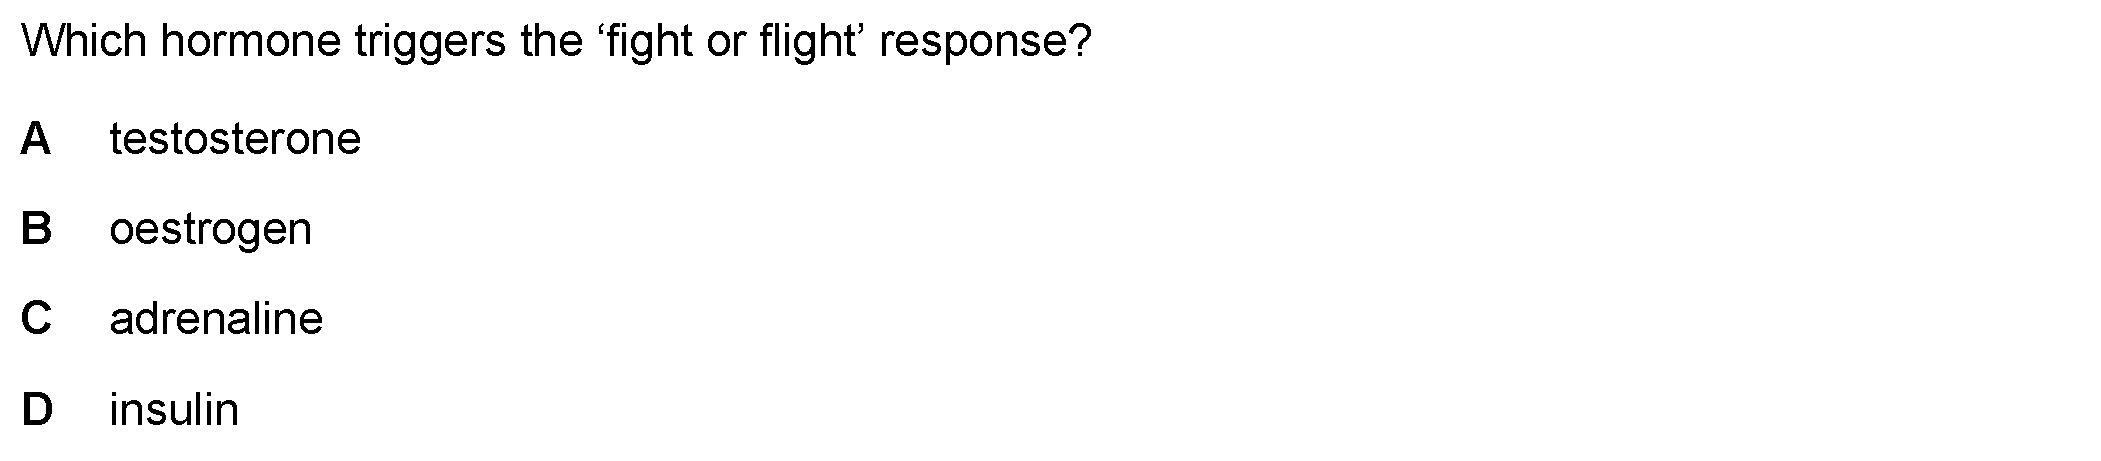 Which hormone triggers the ‘fight or flight’ response?
A testosterone
B oestrogen
C adrenaline
D insulin